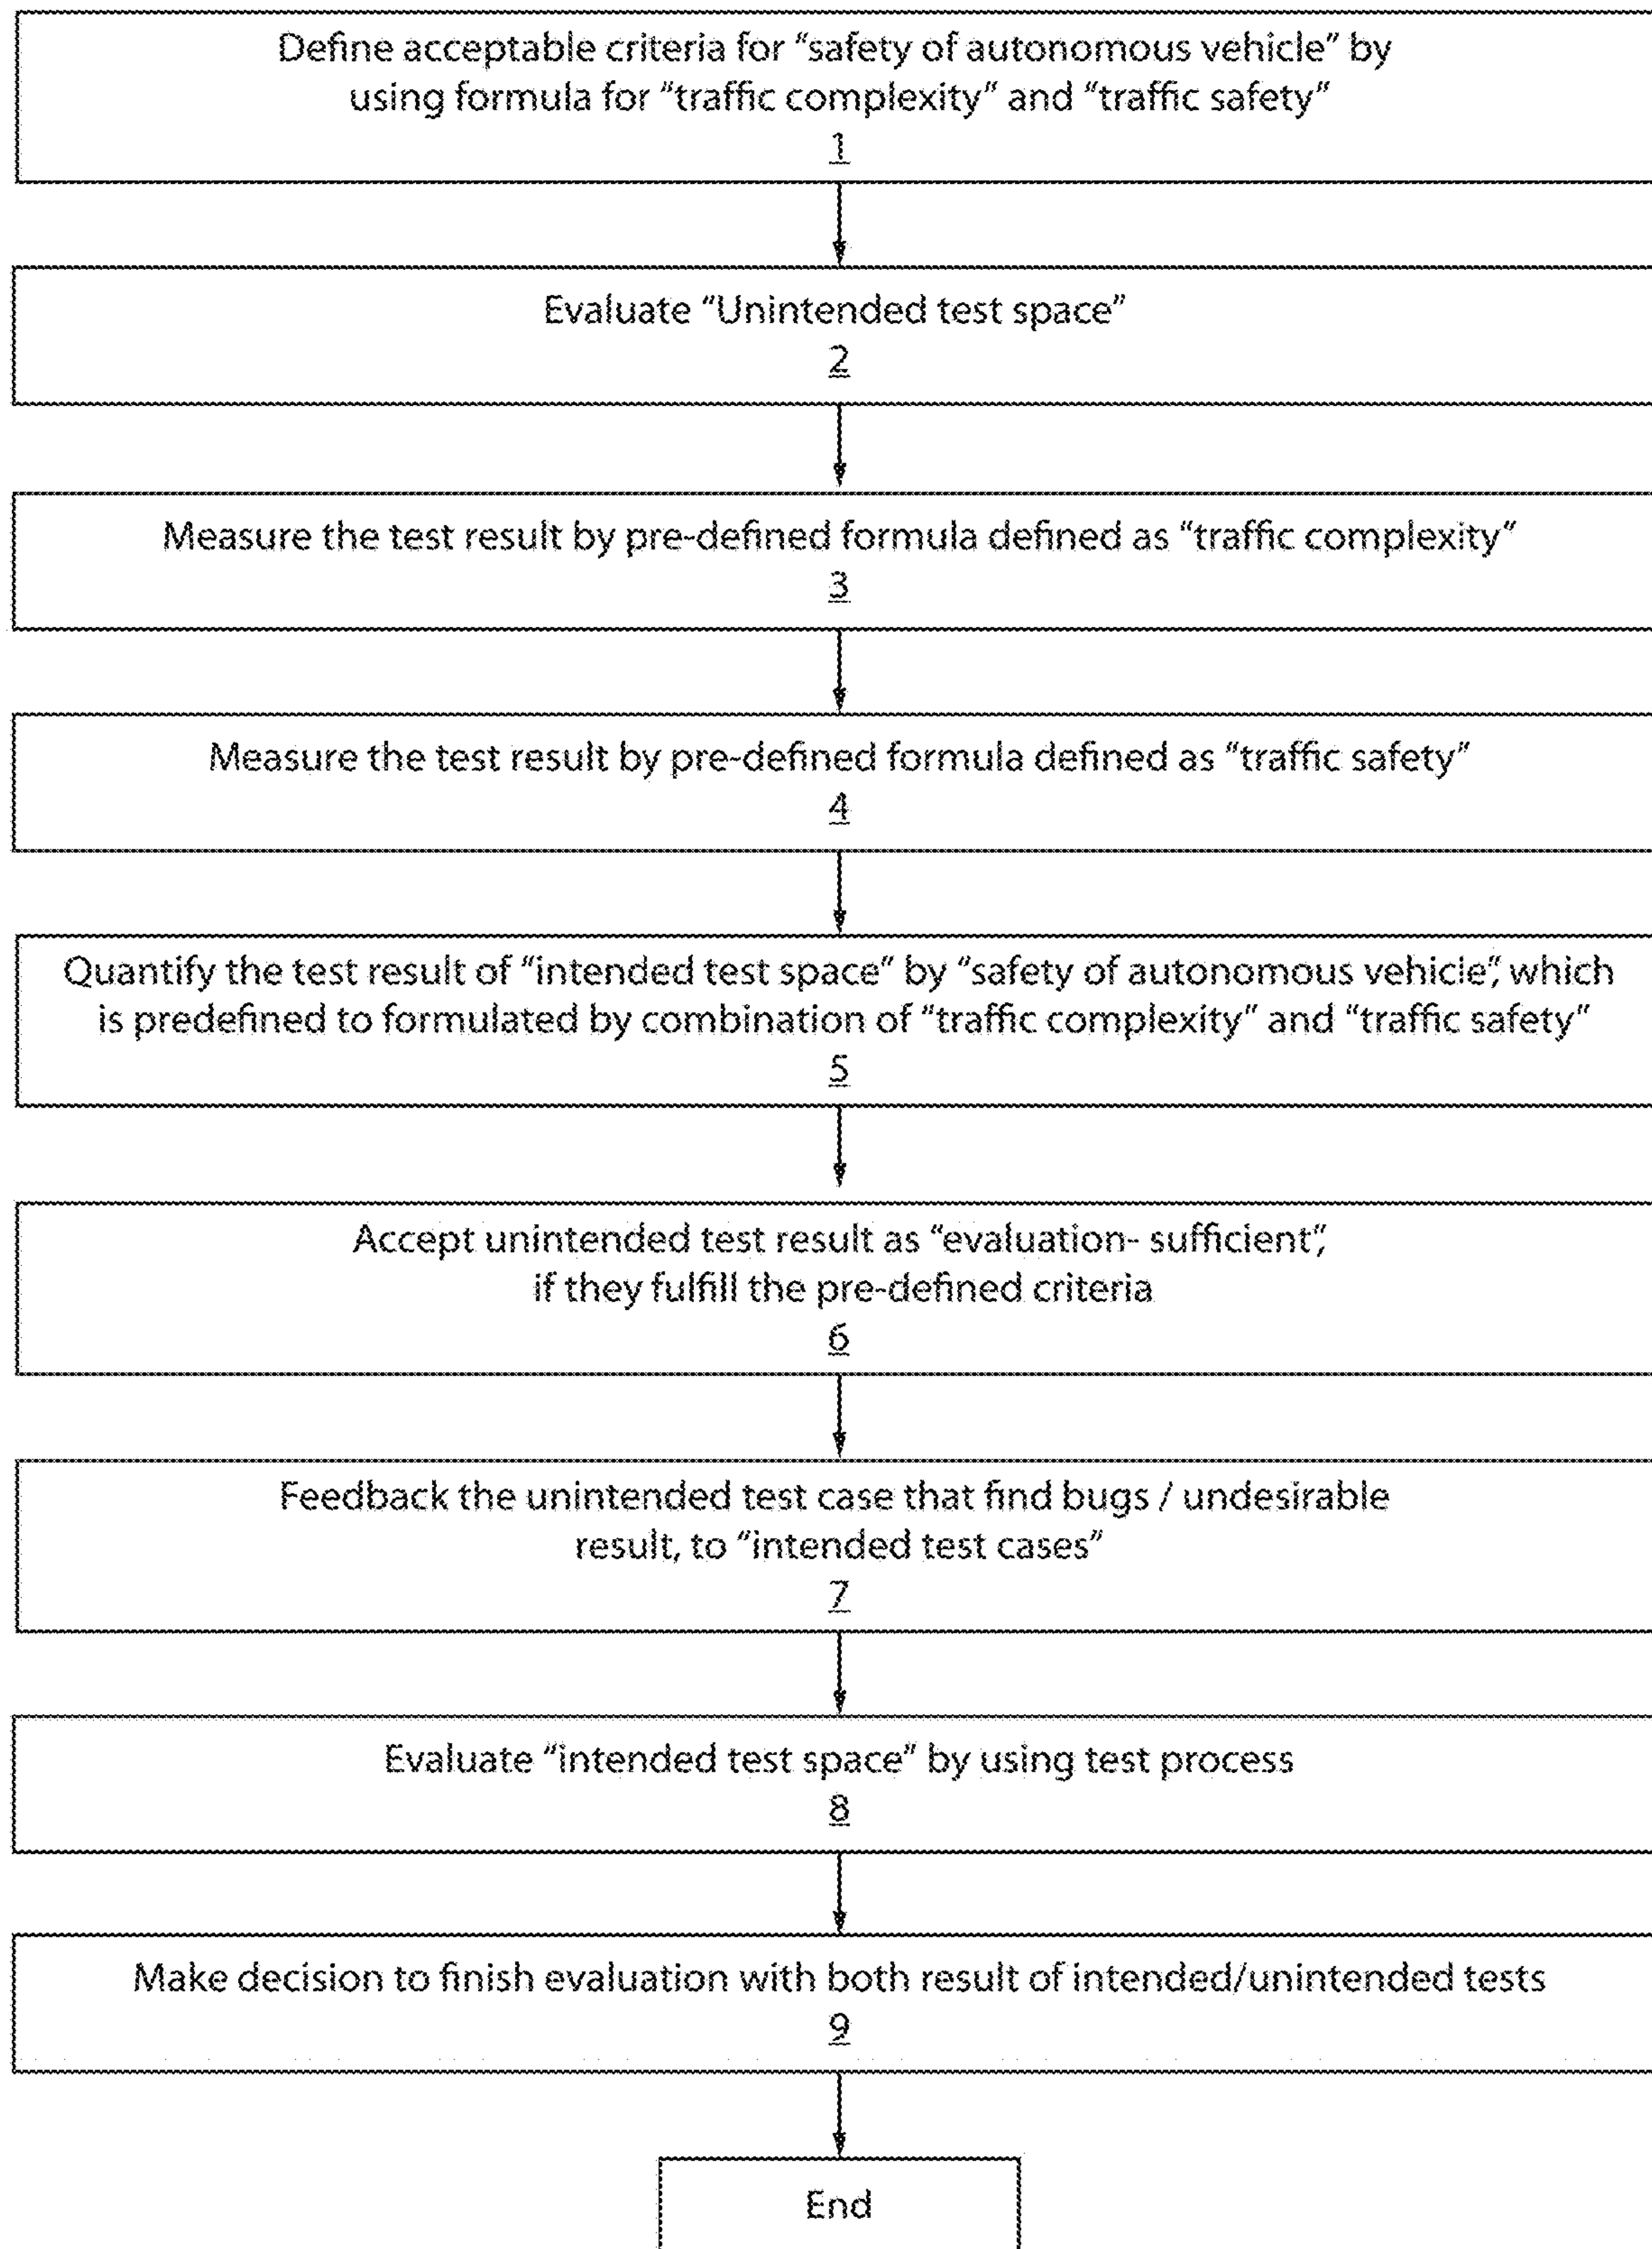 Define acceptable criteria for “safety of autonomous vehicle” by
using formula for “traffic complexity” and “traffic safety”
1
Evaluate “Unintended test space”
2
Measure the test result by pre-defined formula defined as “traffic complexity”
3
Measure the test result by pre-defined formula defined as “traffic safety”
4
Quantify the test result of “intended test space” by “safety of autonomous vehicle”, which
is predefined to formulated by combination of “traffic complexity” and “traffic safety”
5
Accept unintended test result as “evaluation- sufficient”,
if they fulfill the pre-defined criteria
6
Feedback the unintended test case that find bugs / undesirable
result, to “intended test cases”
7
Evaluate “intended test space” by using test process
8
Make decision to finish evaluation with both result of intended/unintended tests
9
End